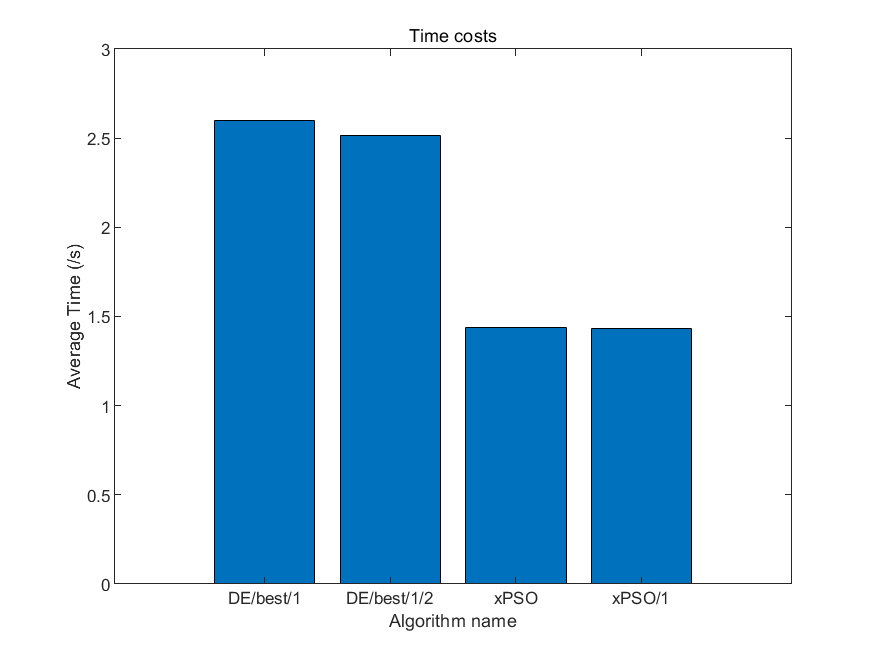 Time costs
3
2.5
2
1.5
1
0.5
0
Average Time (/s)
DE/best/1 DE/best/1/2 xPSO xPSO/1
Algorithm name